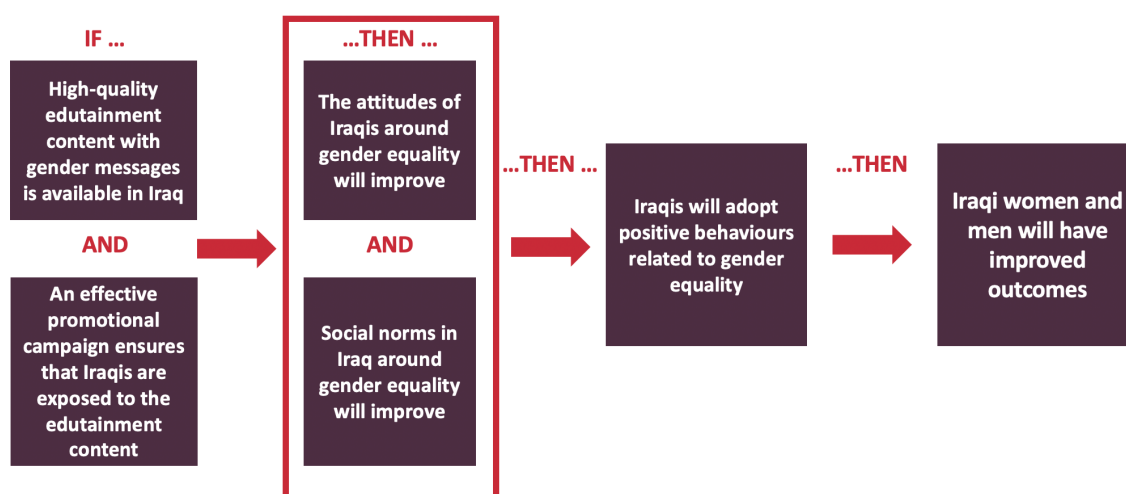 IF ...
High-quality
edutainment
content with
gender messages
is available in Iraq
AND
An effective
promotional
campaign ensures
that Iraqis are
exposed to the
edutainment
content
...THEN ...
The attitudes of
Iraqis around
gender equality
will improve
AND
Social norms in
Iraq around
gender equality
will improve
...THEN ...
Iraqis will adopt
positive behaviours
related to gender
equality
...THEN
Iraqi women and
men will have
improved
outcomes